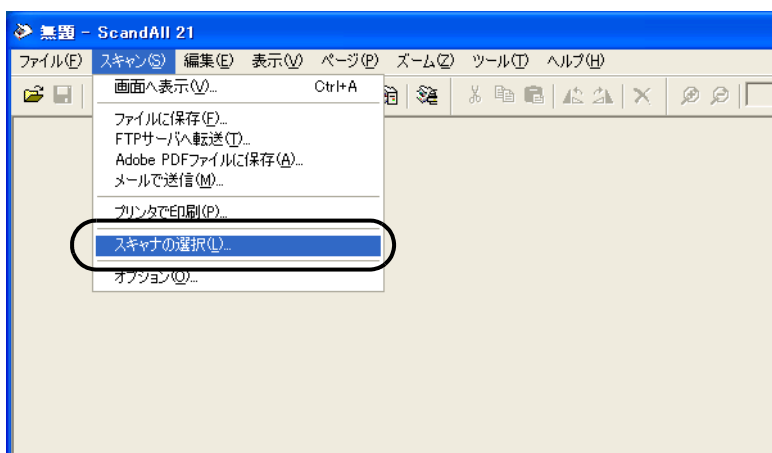 無題 - ScandAll 21
ファイル(F) スキャン(S) 編集(E) 表示(V) ページ(P) ズーム(Z) ツール(T) ヘルプ(H)
画面へ表示(V)... Ctrl+A
ファイルに保存(F)...
FTPサーバへ転送(T)...
Adobe PDFファイルに保存(A)...
メールで送信(M)...
プリンタで印刷(P)...
スキャナの選択(L)...
オプション(O)...